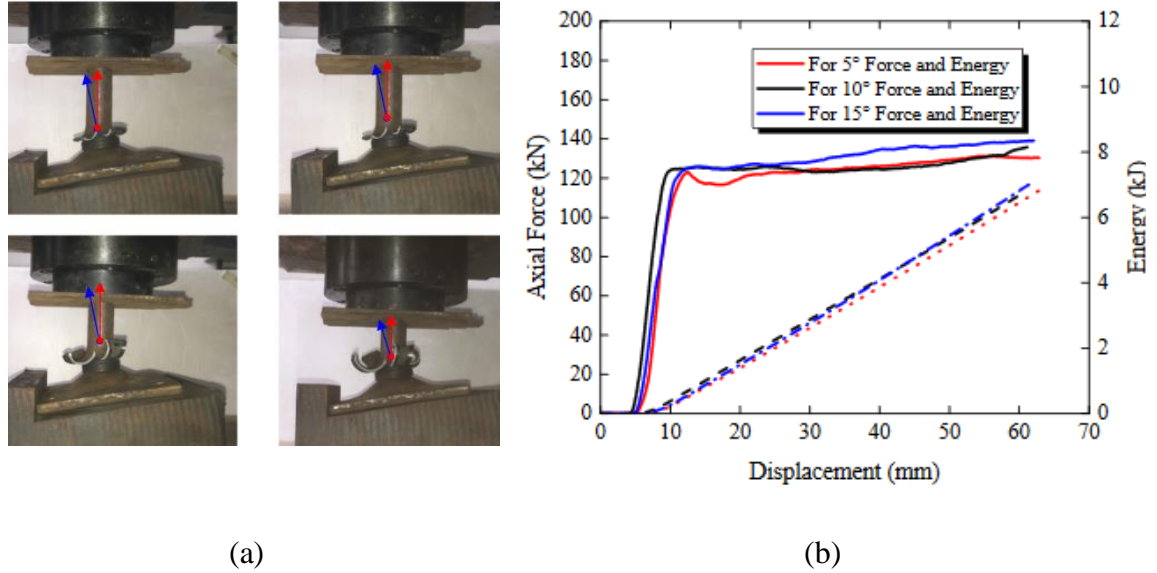 200
180
160
140
120
100
80
60
40
20
0
Axial Force (kN)
For 5° Force and Energy
For 10° Force and Energy
For 15° Force and Energy
12
10
8
6
4
2
0
Energy (kJ)
0 10 20 30 40 50 60 70
Displacement (mm)
(a) (b)